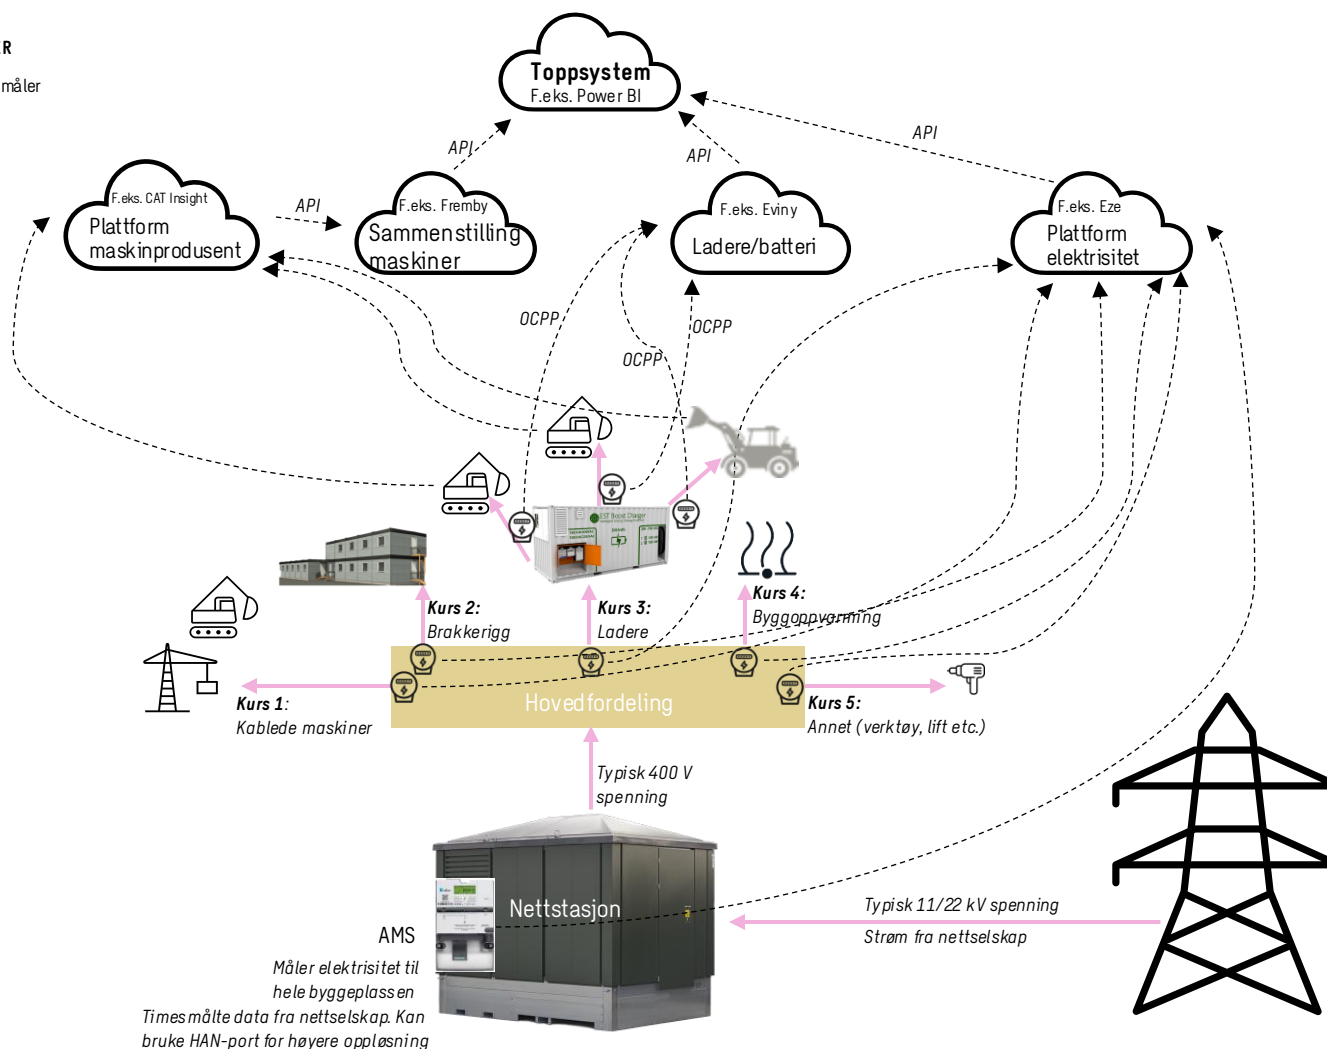 ER
måler
Toppsystem
F.eks. Power BI
API
API
API
F.eks. CAT Insight
Plattform
maskinprodusent
API
F.eks. Fremby
Sammenstilling
maskiner
F.eks. Eviny
Ladere/batteri
F.eks. Eze
Plattform
elektrisitet
OCPP
OCPP
OCPP
EST Boost Charger
Kurs 2:
Brakkerigg
Kurs 3:
Ladere
Kurs 4:
Byggoppvarming
Kurs 1:
Kablede maskiner
Hovedfordeling
Kurs 5:
Annet (verktøy, lift etc.)
Typisk 400 V
spenning
Nettstasjon
Typisk 11/22 kV spenning
Strøm fra nettselskap
AMS
Måler elektrisitet til
hele byggeplassen
Timesmålte data fra nettselskap. Kan
bruke HAN-port for høyere oppløsning